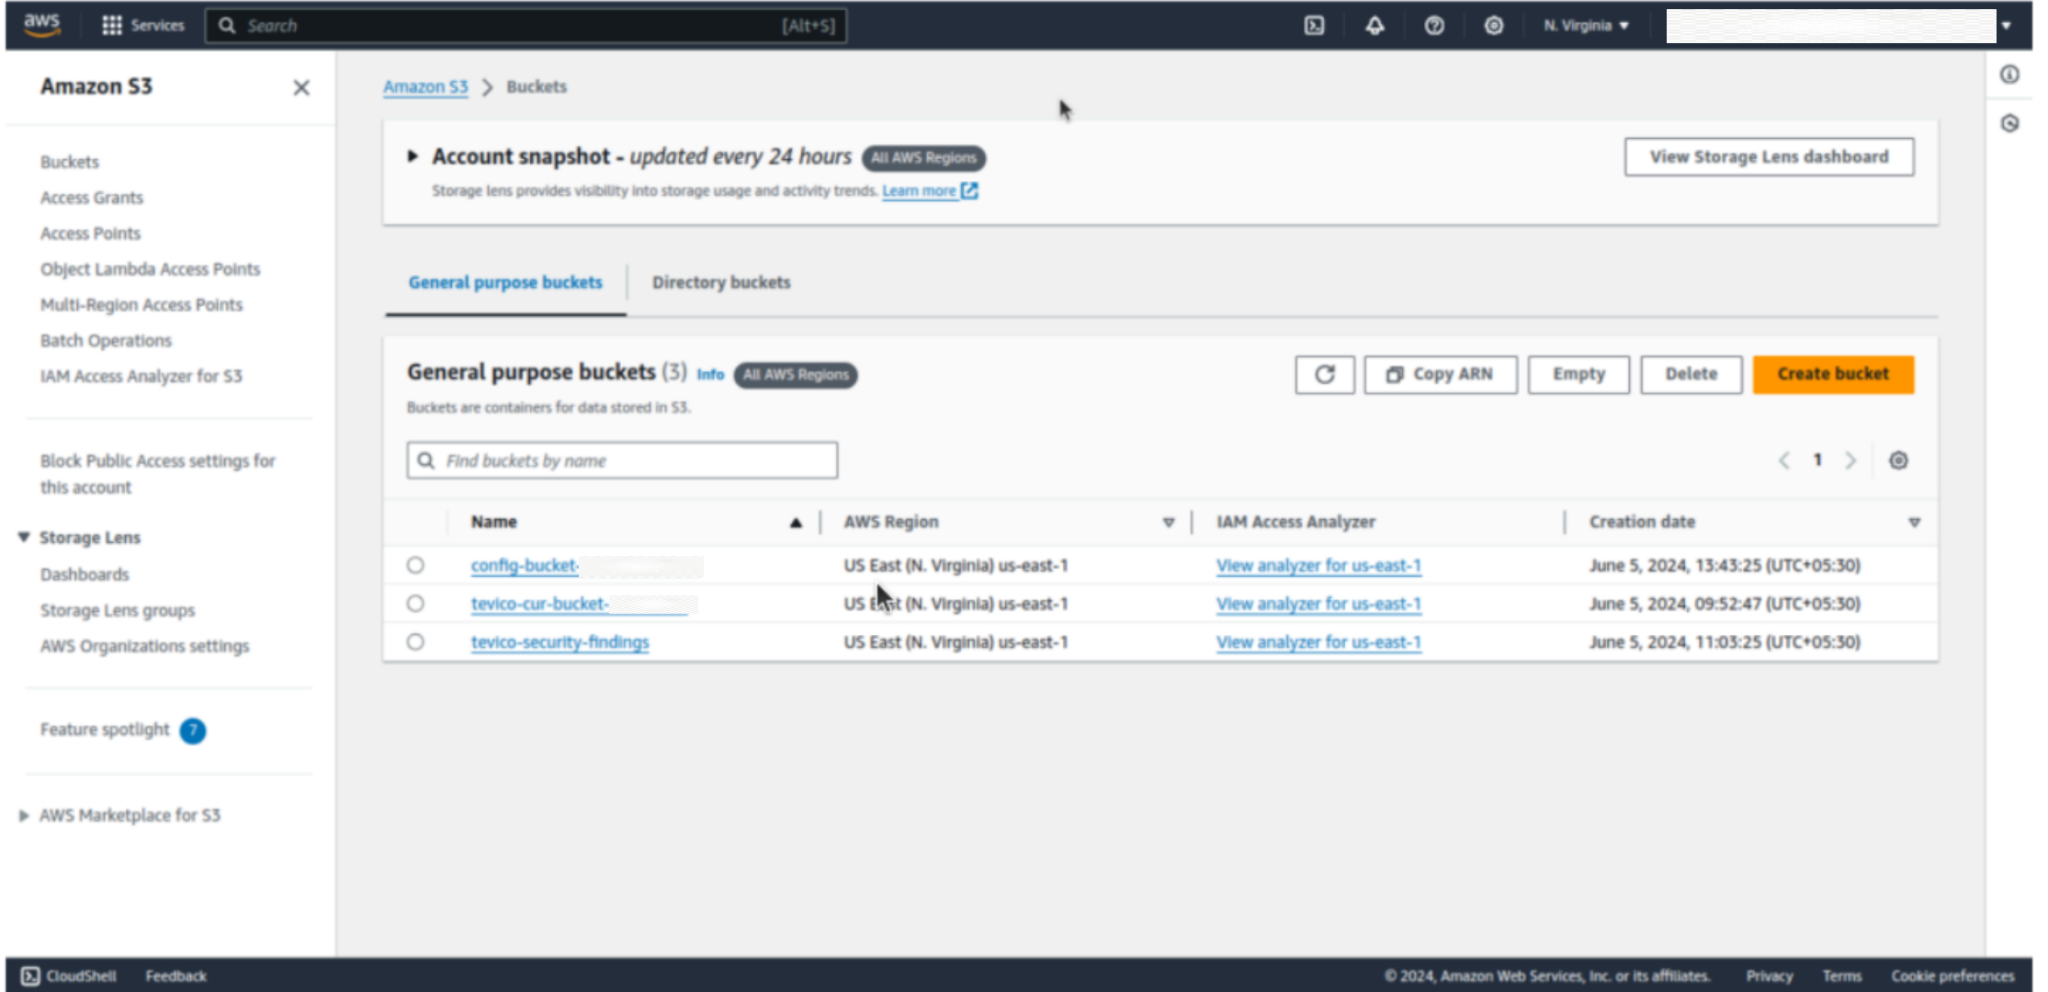 aws Services Search [Alt+S] N. Virginia
Amazon S3
Buckets
Access Grants
Access Points
Object Lambda Access Points
Multi-Region Access Points
Batch Operations
IAM Access Analyzer for S3
Block Public Access settings for
this account
Storage Lens
Dashboards
Storage Lens groups
AWS Organizations settings
Feature spotlight 7
AWS Marketplace for S3
Amazon S3 > Buckets
Account snapshot - updated every 24 hours All AWS Regions
View Storage Lens dashboard
Storage lens provides visibility into storage usage and activity trends. Learn more
General purpose buckets Directory buckets
General purpose buckets (3) Info All AWS Regions
Copy ARN Empty Delete Create bucket
Buckets are containers for data stored in S3.
Find buckets by name
1
Name AWS Region IAM Access Analyzer Creation date
config-bucket- US East (N. Virginia) us-east-1 View analyzer for us-east-1 June 5, 2024, 13:43:25 (UTC+05:30)
tevico-cur-bucket- US East (N. Virginia) us-east-1 View analyzer for us-east-1 June 5, 2024, 09:52:47 (UTC+05:30)
tevico-security-findings US East (N. Virginia) us-east-1 View analyzer for us-east-1 June 5, 2024, 11:03:25 (UTC+05:30)
CloudShell Feedback © 2024, Amazon Web Services, Inc. or its affiliates. Privacy Terms Cookie preferences